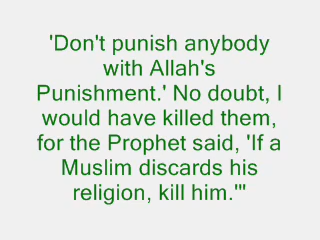 'Don't punish anybody
with Allah's
Punishment.' No doubt, I
would have killed them,
for the Prophet said, 'If a
Muslim discards his
religion, kill him.'"